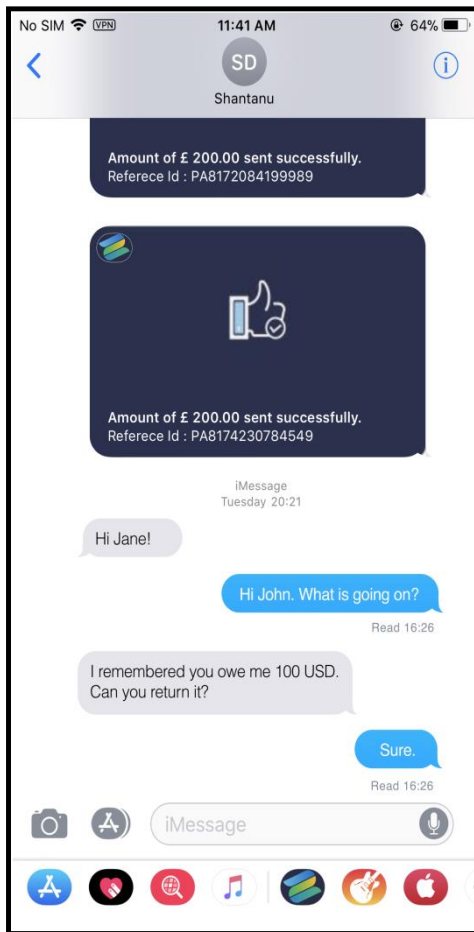 No SIM VPN 11:41 AM 64%
SD
Shantanu
Amount of £ 200.00 sent successfully.
Referece Id : PA8172084199989
Amount of £ 200.00 sent successfully.
Referece Id : PA8174230784549
iMessage
Tuesday 20:21
Hi Jane!
Hi John. What is going on?
Read 16:26
I remembered you owe me 100 USD.
Can you return it?
Sure.
Read 16:26
iMessage